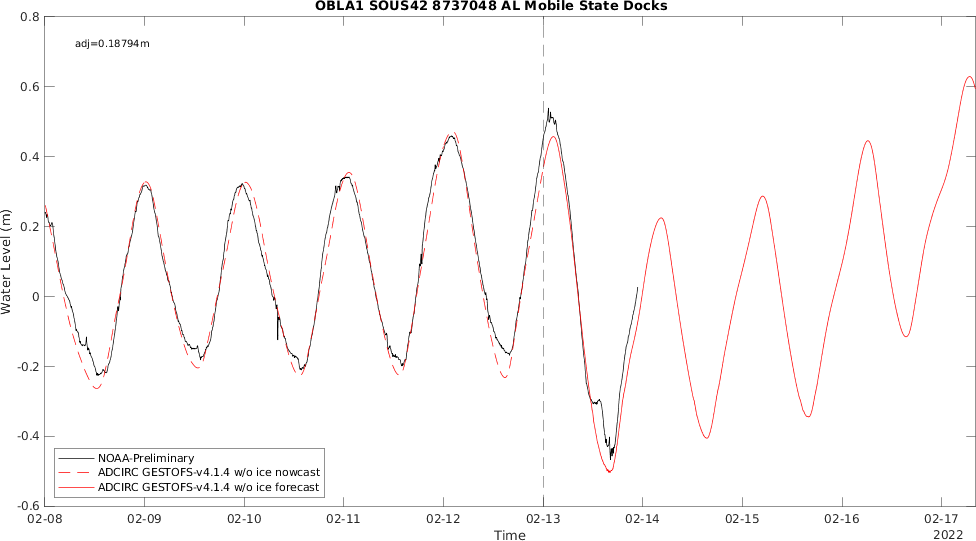 OBLA1 SOUS42 8737048 AL Mobile State Docks
adj=0.18794m
0.8
0.6
0.4
0.2
0
-0.2
-0.4
-0.6
Water Level (m)
NOAA-Preliminary
ADCIRC GESTOFS-v4.1.4 w/o ice nowcast
ADCIRC GESTOFS-v4.1.4 w/o ice forecast
02-08 02-09 02-10 02-11 02-12 02-13 02-14 02-15 02-16 02-17
Time
2022